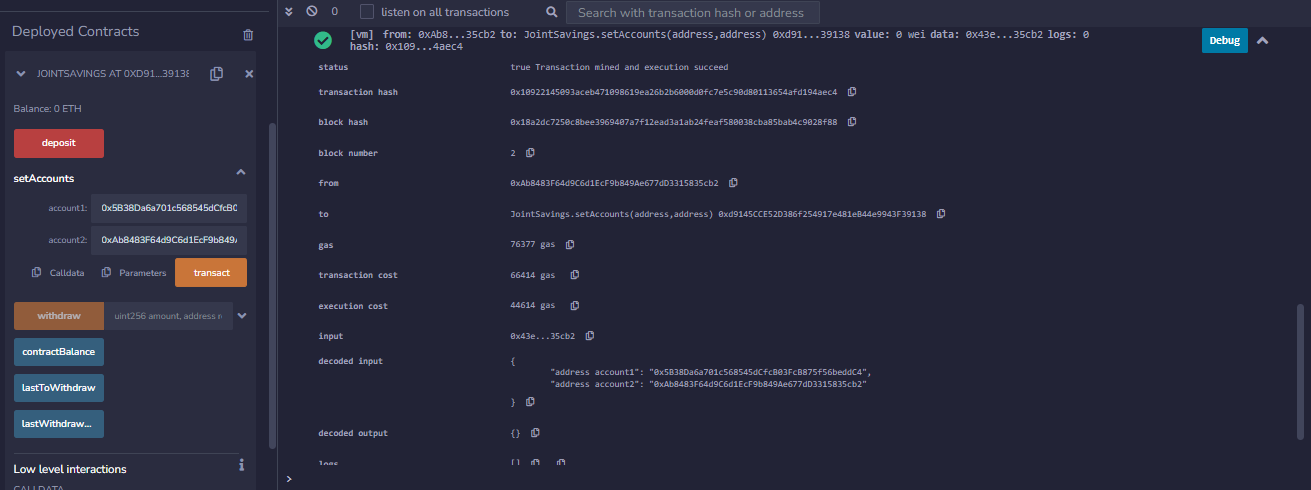 Deployed Contracts
JOINTSAVINGS AT 0XD91...39138
Balance: 0 ETH
deposit
setAccounts
account1: 0x5B38Da6a701c568545dCfcB0
account2: 0xAb8483F64d9C6d1EcF9b849A
Calldata Parameters transact
withdraw uint256 amount, address r
contractBalance
lastToWithdraw
lastWithdraw...
Low level interactions i
CALLDATA
0 listen on all transactions Search with transaction hash or address
[vm] from: 0xAb8...35cb2 to: JointSavings.setAccounts(address,address) 0xd91...39138 value: 0 wei data: 0x43e...35cb2 logs: 0
hash: 0x109...4aec4
Debug
status true Transaction mined and execution succeed
transaction hash 0x10922145093aceb471098619ea26b2b6000d0fc7e5c90d80113654afd194aec4
block hash 0x18a2dc7250c8bee3969407a7f12ead3a1ab24feaf580038cba85bab4c9028f88
block number 2
from 0xAb8483F64d9C6d1EcF9b849Ae677dD3315835cb2
to JointSavings.setAccounts(address,address) 0xd9145CCE52D386f254917e481eB44e9943F39138
gas 76377 gas
transaction cost 66414 gas
execution cost 44614 gas
input 0x43e...35cb2
decoded input {
"address account1": "0x5B38Da6a701c568545dCfcB03FcB875f56beddC4",
"address account2": "0xAb8483F64d9C6d1EcF9b849Ae677dD3315835cb2"
}
decoded output {}
logs []
>